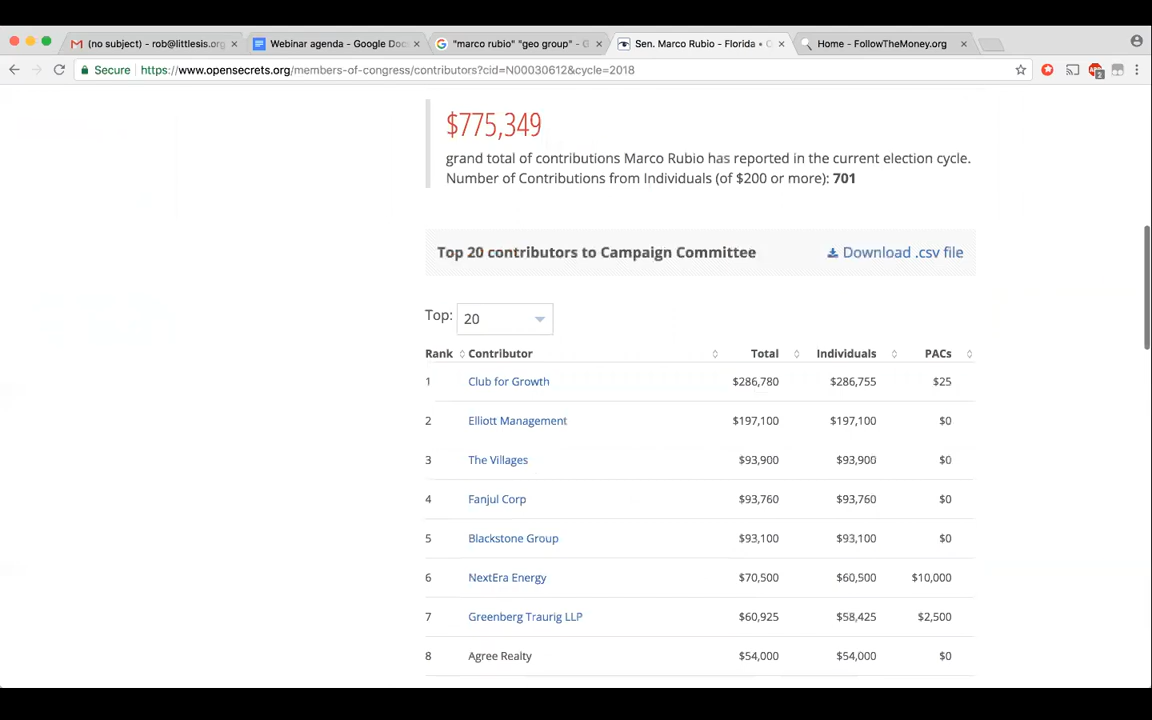 (no subject) - rob@littlesis.org
Webinar agenda - Google Doc
"marco rubio" "geo group" - G
Sen. Marco Rubio - Florida • O
Home - FollowTheMoney.org
Secure
https://www.opensecrets.org/members-of-congress/contributors?cid=N00030612&cycle=2018
2
$775,349
grand total of contributions Marco Rubio has reported in the current election cycle.
Number of Contributions from Individuals (of $200 or more): 701
Top 20 contributors to Campaign Committee
Download .csv file
Top: 20
Rank Contributor Total Individuals PACs
1 Club for Growth $286,780 $286,755 $25
2 Elliott Management $197,100 $197,100 $0
3 The Villages $93,900 $93,900 $0
4 Fanjul Corp $93,760 $93,760 $0
5 Blackstone Group $93,100 $93,100 $0
6 NextEra Energy $70,500 $60,500 $10,000
7 Greenberg Traurig LLP $60,925 $58,425 $2,500
8 Agree Realty $54,000 $54,000 $0